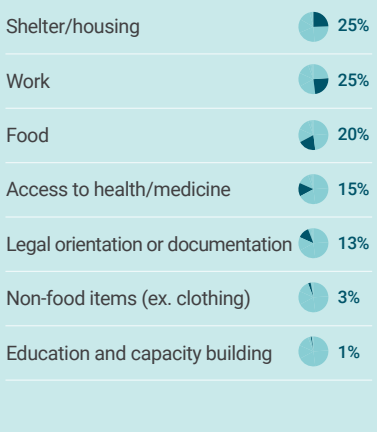 Shelter/housing 25%
Work 25%
Food 20%
Access to health/medicine 15%
Legal orientation or documentation 13%
Non-food items (ex. clothing) 3%
Education and capacity building 1%